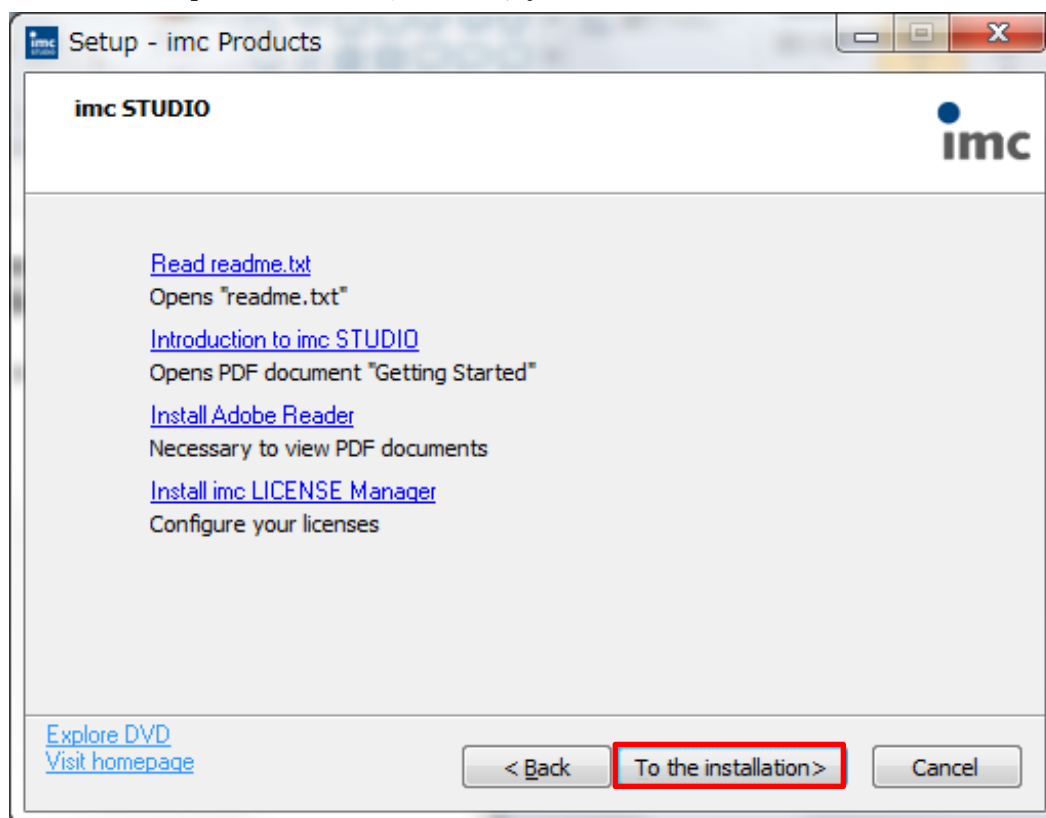 imc
STUDIO
Setup - imc Products
imc STUDIO
imc
Read readme.txt
Opens "readme.txt"
Introduction to imc STUDIO
Opens PDF document "Getting Started"
Install Adobe Reader
Necessary to view PDF documents
Install imc LICENSE Manager
Configure your licenses
Explore DVD
Visit homepage
< Back
To the installation>
Cancel